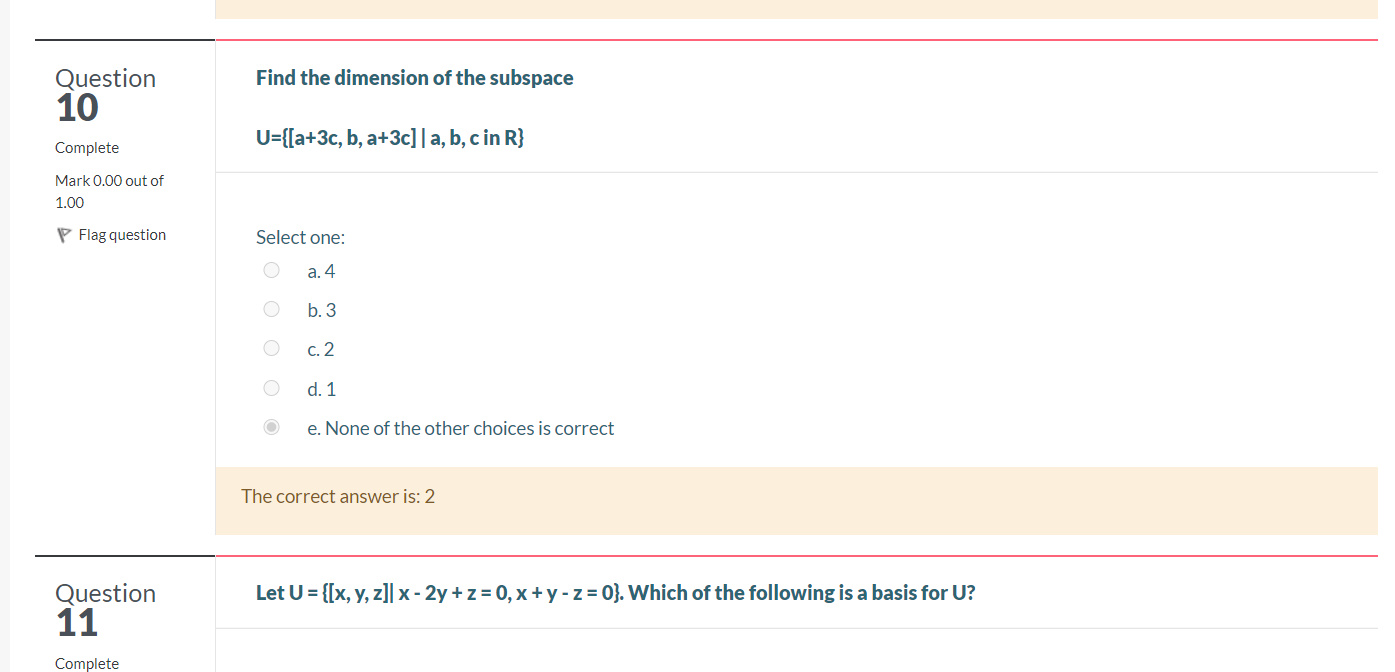 Question
10
Complete
Mark 0.00 out of
1.00
Flag question
Find the dimension of the subspace
U={[a+3c, b, a+3c] | a, b, c in R}
Select one:
a. 4
b. 3
c. 2
d. 1
e. None of the other choices is correct
The correct answer is: 2
Question
11
Complete
Let U = {[x, y, z]| x - 2y + z = 0, x + y - z = 0}. Which of the following is a basis for U?